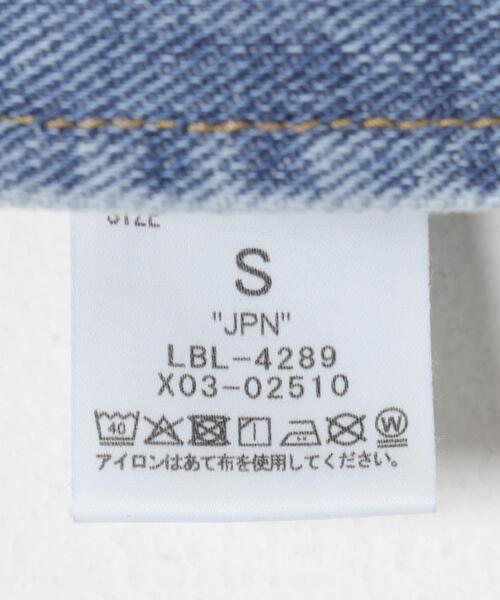 SIZE
S
"JPN"
LBL-4289
X03-02510
40 W
アイロンはあて布を使用してください。